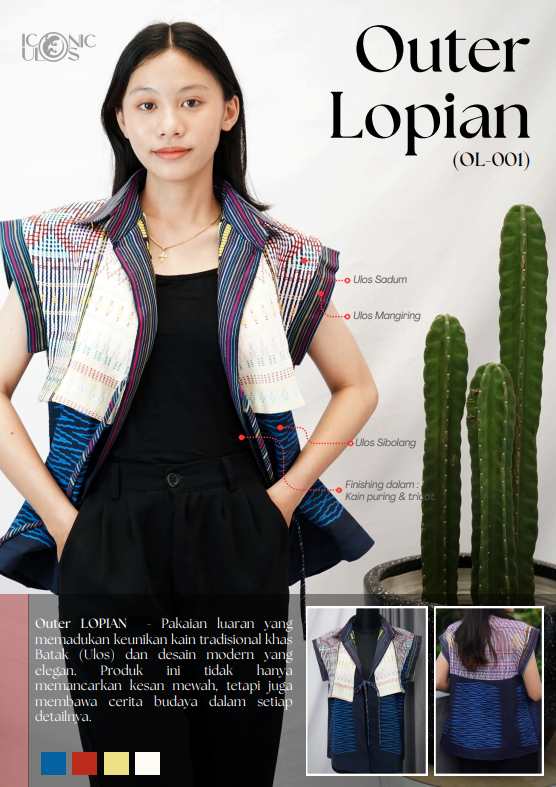 ICONIC
ULOS
Outer
Lopian
(OL-001)
Ulos Sadum
Ulos Mangiring
Ulos Sibolang
Finishing dalam :
Kain puring & tricot
Outer LOPIAN - Pakaian luaran yang
memadukan keunikan kain tradisional khas
Batak (Ulos) dan desain modern yang
elegan. Produk ini tidak hanya
memancarkan kesan mewah, tetapi juga
membawa cerita budaya dalam setiap
detailnya.